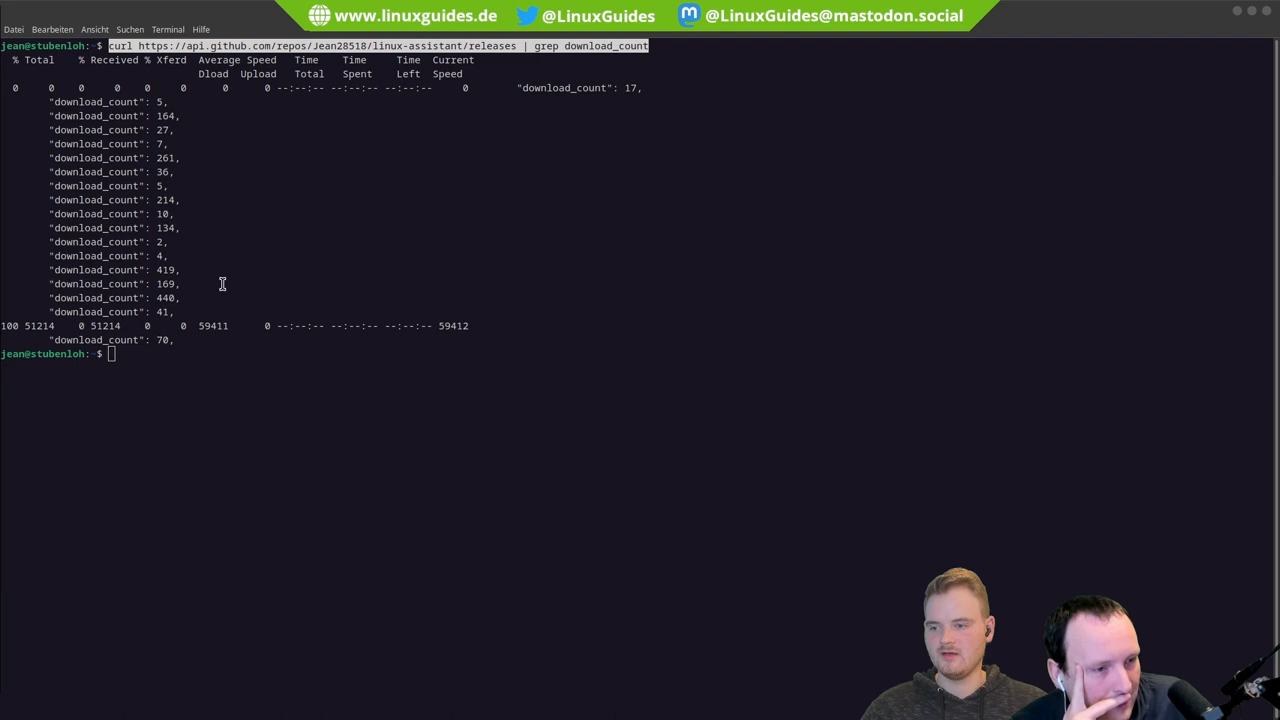 www.linuxguides.de @LinuxGuides @LinuxGuides@mastodon.social
Datei Bearbeiten Ansicht Suchen Terminal Hilfe
jean@stubenloh:~$ curl https://api.github.com/repos/Jean28518/linux-assistant/releases | grep download_count
% Total % Received % Xferd Average Speed Time Time Time Current
Dload Upload Total Spent Left Speed
0 0 0 0 0 0 0 0 --:--:-- --:--:-- --:--:-- 0 "download_count": 17,
"download_count": 5,
"download_count": 164,
"download_count": 27,
"download_count": 7,
"download_count": 261,
"download_count": 36,
"download_count": 5,
"download_count": 214,
"download_count": 10,
"download_count": 134,
"download_count": 2,
"download_count": 4,
"download_count": 419,
"download_count": 169,
"download_count": 440,
"download_count": 41,
100 51214 0 51214 0 0 59411 0 --:--:-- --:--:-- --:--:-- 59412
"download_count": 70,
jean@stubenloh:~$